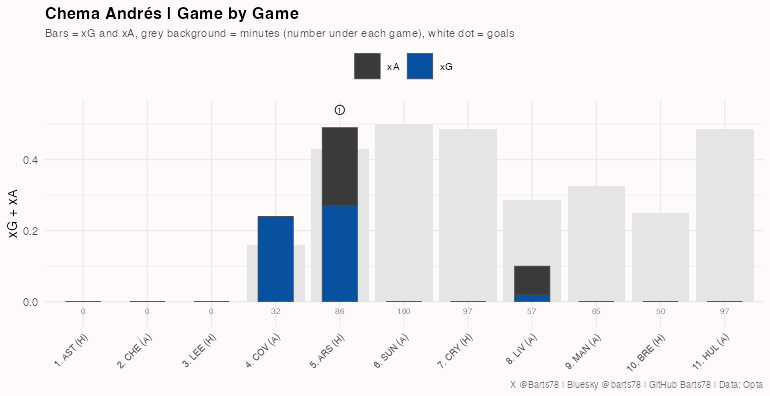 Chema Andrés | Game by Game
Bars = xG and xA, grey background = minutes (number under each game), white dot = goals
xA xG
1
xG + xA
0.4
0.2
0.0
0 0 0 32 86 100 97 57 65 50 97
1. AST (H)
2. CHE (A)
3. LEE (H)
4. COV (A)
5. ARS (H)
6. SUN (A)
7. CRY (H)
8. LIV (A)
9. MAN (A)
10. BRE (H)
11. HUL (A)
X @Barts78 | Bluesky @barts78 | GitHub Barts78 | Data: Opta